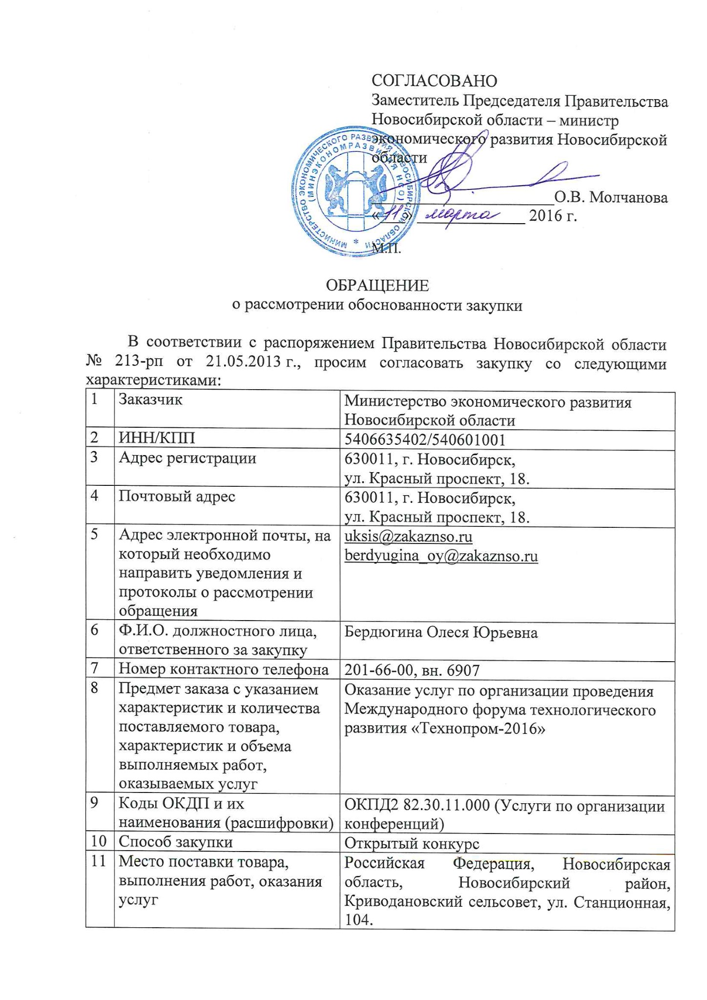 СОГЛАСОВАНО
Заместитель Председателя Правительства
Новосибирской области – министр
экономического развития Новосибирской
области
О.В. Молчанова
« 11 » марта 2016 г.
М.П.
МИНИСТЕРСТВО ЭКОНОМИЧЕСКОГО РАЗВИТИЯ НОВОСИБИРСКОЙ ОБЛАСТИ *
(МИНЭКОНОМРАЗВИТИЯ НСО)
ОБРАЩЕНИЕ
о рассмотрении обоснованности закупки
В соответствии с распоряжением Правительства Новосибирской области
№ 213-рп от 21.05.2013 г., просим согласовать закупку со следующими
характеристиками:
1 Заказчик
Министерство экономического развития
Новосибирской области
2 ИНН/КПП
5406635402/540601001
3 Адрес регистрации
630011, г. Новосибирск,
ул. Красный проспект, 18.
4 Почтовый адрес
630011, г. Новосибирск,
ул. Красный проспект, 18.
5 Адрес электронной почты, на
который необходимо
направить уведомления и
протоколы о рассмотрении
обращения
uksis@zakaznso.ru
berdyugina_oy@zakaznso.ru
6 Ф.И.О. должностного лица,
ответственного за закупку
Бердюгина Олеся Юрьевна
7 Номер контактного телефона
201-66-00, вн. 6907
8 Предмет заказа с указанием
характеристик и количества
поставляемого товара,
характеристик и объема
выполняемых работ,
оказываемых услуг
Оказание услуг по организации проведения
Международного форума технологического
развития «Технопром-2016»
9 Коды ОКДП и их
наименования (расшифровки)
ОКПД2 82.30.11.000 (Услуги по организации
конференций)
10 Способ закупки
Открытый конкурс
11 Место поставки товара,
выполнения работ, оказания
услуг
Российская Федерация, Новосибирская
область, Новосибирский район,
Криводановский сельсовет, ул. Станционная,
104.